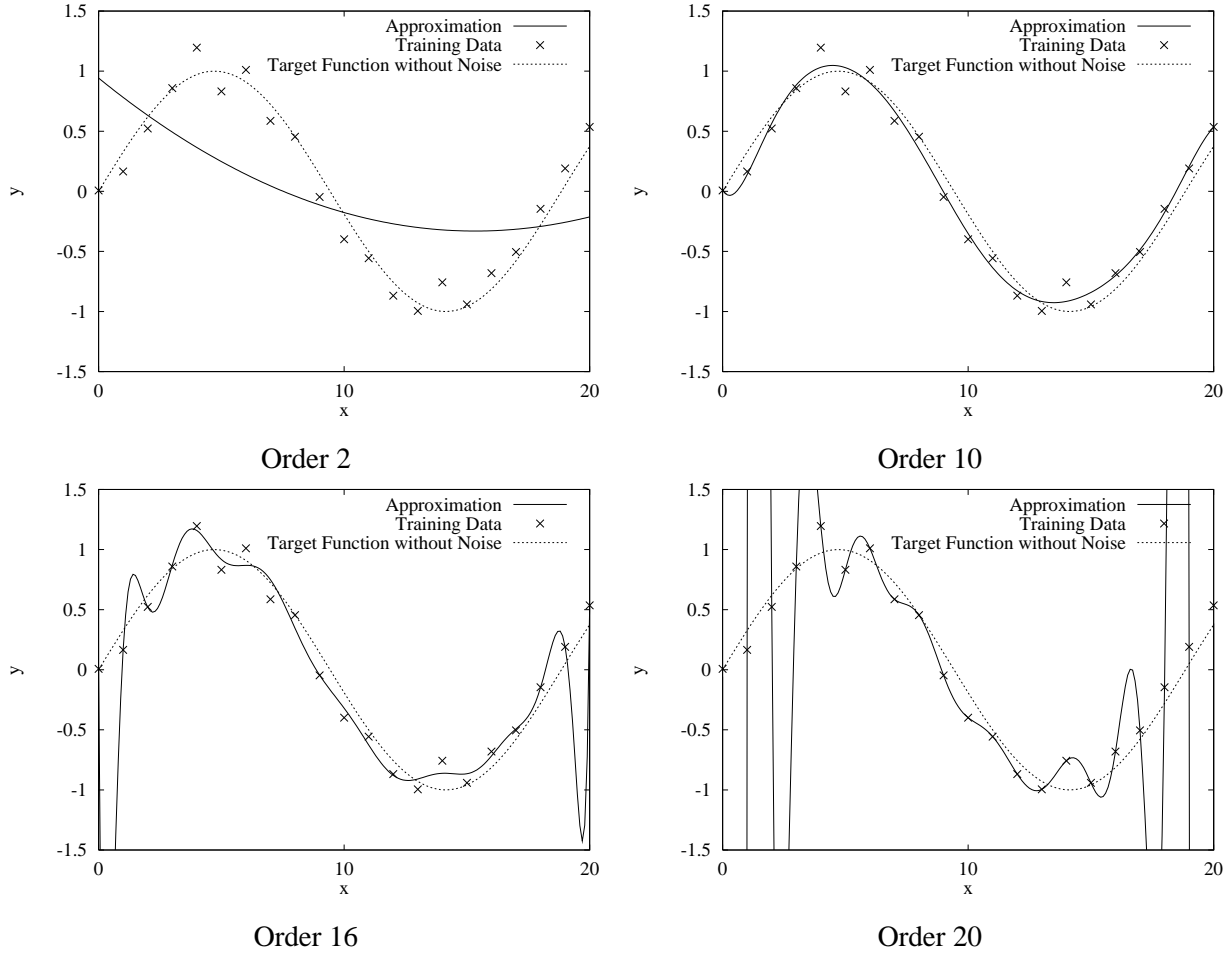 1.5
1
0.5
0
-0.5
-1
-1.5
y
0
10
20
x
Approximation
Training Data
Target Function without Noise
Order 2
1.5
1
0.5
0
-0.5
-1
-1.5
y
0
10
20
x
Approximation
Training Data
Target Function without Noise
Order 10
1.5
1
0.5
0
-0.5
-1
-1.5
y
0
10
20
x
Approximation
Training Data
Target Function without Noise
Order 16
1.5
1
0.5
0
-0.5
-1
-1.5
y
0
10
20
x
Approximation
Training Data
Target Function without Noise
Order 20